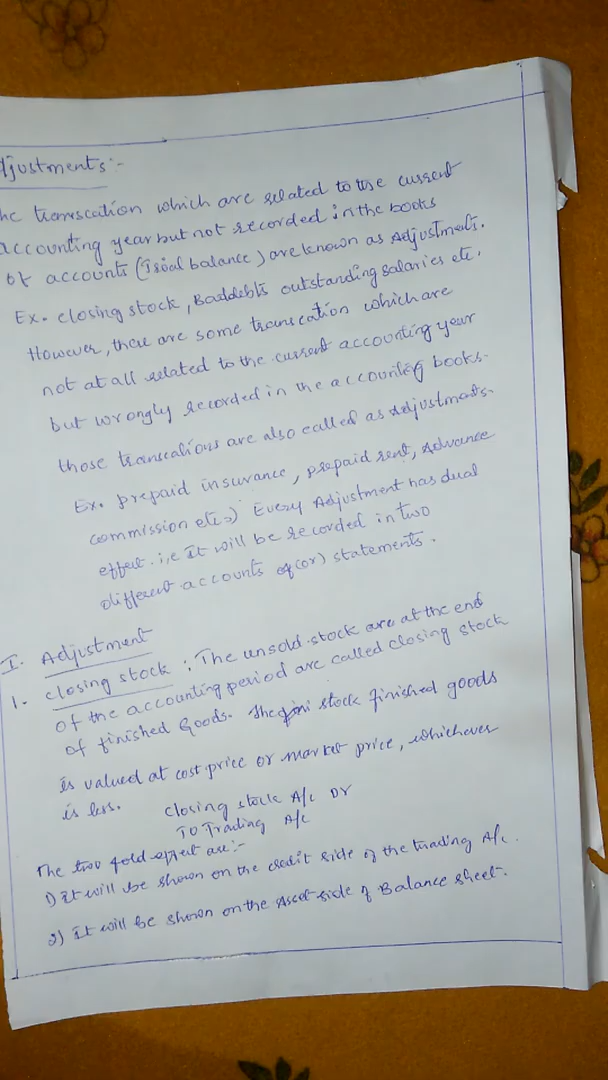 djustments :-
he transcation which are related to the current
accounting year but not recorded in the books
of accounts (Trial balance) are known as Adjustments.
Ex. closing stock, Baddebts outstanding salaries etc.
However, there are some transcation which are
not at all related to the current accounting year
but wrongly recorded in the accounting books.
those transcations are also called as Adjustments.
Ex. prepaid insurance, prepaid rent, Advance
commission etc =) Every Adjustment has dual
effect. i.e it will be recorded in two
different accounts of (or) statements.
I. Adjustment
1. closing stock : The unsold stock are at the end
of the accounting period are called closing stock
of finished Goods. The stock finished goods
is valued at cost price or market price, whichever
is less.
Closing stock A/c Dr
TO Trading A/c
The two fold effect are :-
1) it will be shown on the credit side of the trading A/c.
2) it will be shown on the Asset side of Balance sheet.